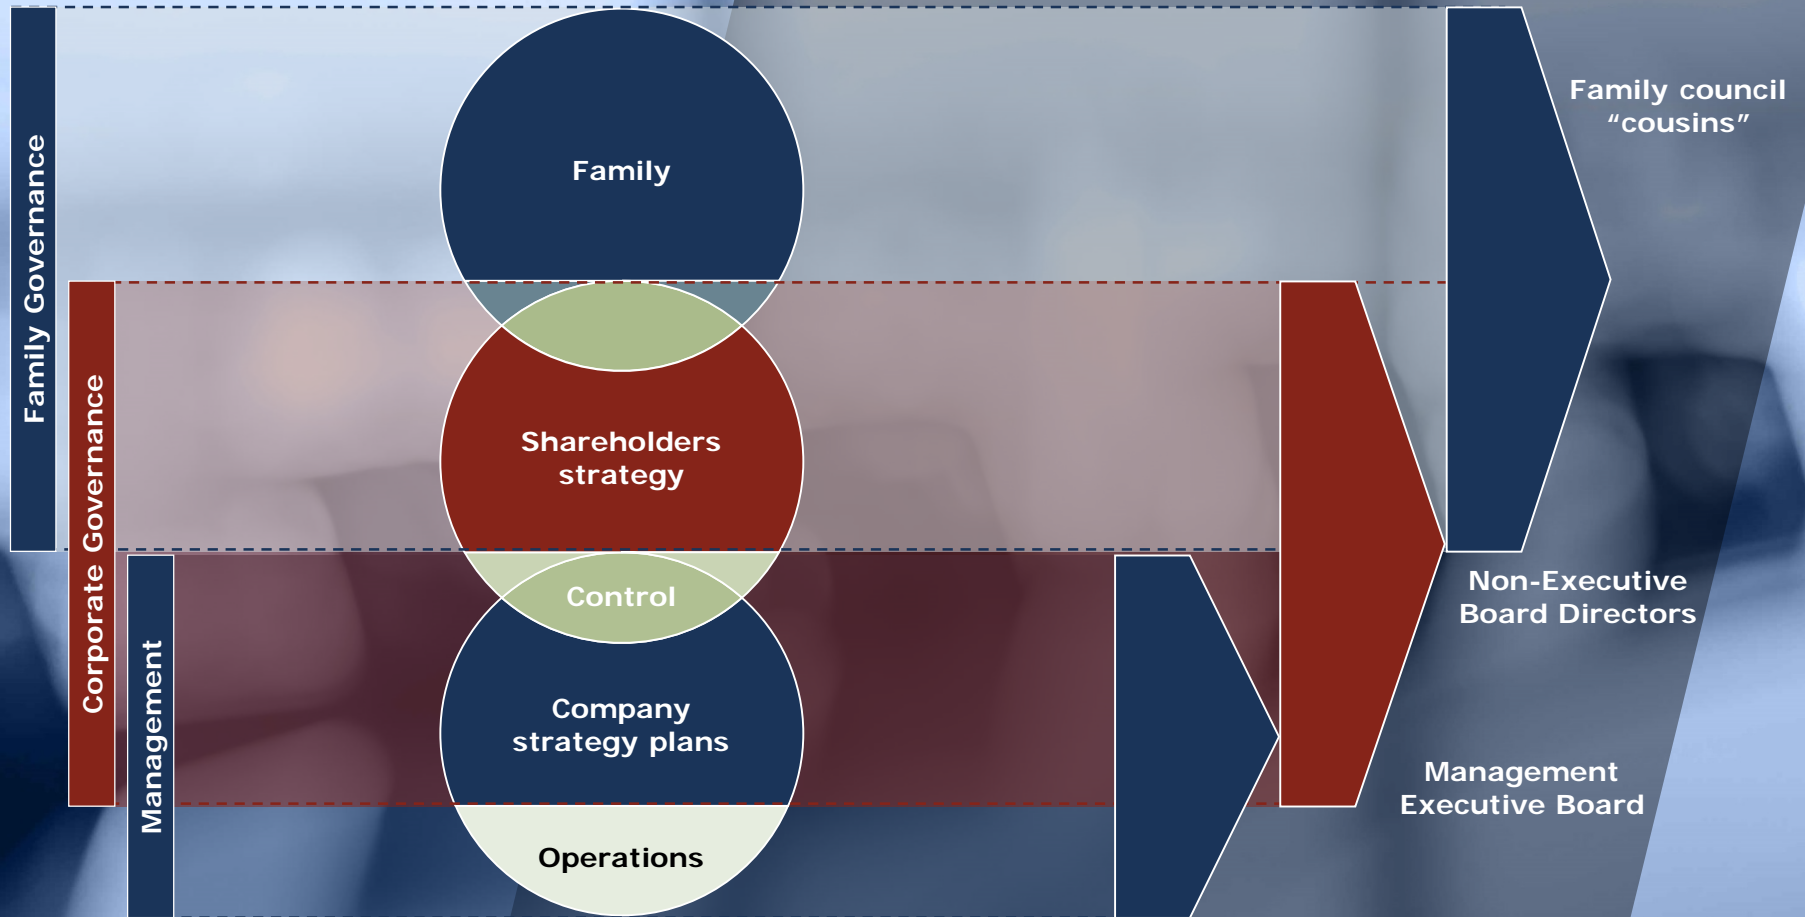 Family Governance
Corporate Governance
Management
Family
Shareholders
strategy
Control
Company
strategy plans
Operations
Family council
“cousins”
Non-Executive
Board Directors
Management
Executive Board